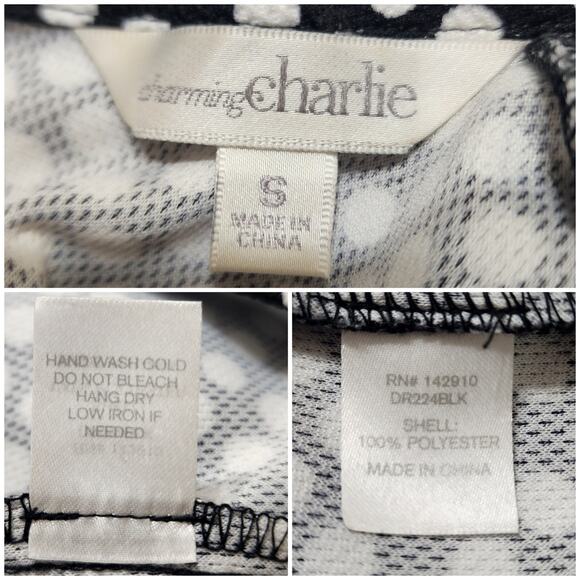 charming charlie
S
MADE IN
CHINA
HAND WASH COLD
DO NOT BLEACH
HANG DRY
LOW IRON IF
NEEDED
RN# 142910
DR224BLK
SHELL:
100% POLYESTER
MADE IN CHINA